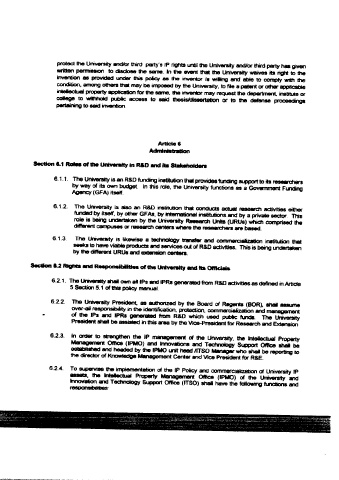 protect the University and/or third party's IP rights until the University and/or third party has given
written permission to disclose the same. In the event that the University waives its right to the
invention as provided under this policy as the inventor is willing and able to comply with the
condition, among others that may be imposed by the University, to file a patent or other applicable
intellectual property application for the same, the inventor may request the department, institute or
college to withhold public access to said thesis/dissertation or to the defense proceedings
pertaining to said invention.
Article 6
Administration
Section 6.1 Roles of the University in R&D and its Stakeholders
6.1.1. The University is an R&D funding institution that provides funding support to its researchers
by way of its own budget. In this role, the University functions as a Government Funding
Agency (GFA) itself.
6.1.2. The University is also an R&D institution that conducts actual research activities either
funded by itself, by other GFAs, by international institutions and by a private sector. This
role is being undertaken by the University Research Units (URUs) which comprised the
different campuses or research centers where the researchers are based.
6.1.3. The University is likewise a technology transfer and commercialization institution that
seeks to have viable products and services out of R&D activities. This is being undertaken
by the different URUs and extension centers.
Section 6.2 Rights and Responsibilities of the University and its Officials
6.2.1. The University shall own all IPs and IPRs generated from R&D activities as defined in Article
5 Section 5.1 of this policy manual.
6.2.2. The University President, as authorized by the Board of Regents (BOR), shall assume
over-all responsibility in the identification, protection, commercialization and management
of the IPs and IPRs generated from R&D which used public funds. The University
President shall be assisted in this area by the Vice-President for Research and Extension
6.2.3. In order to strengthen the IP management of the University, the Intellectual Property
Management Office (IPMO) and Innovations and Technology Support Office shall be
established and headed by the IPMO unit head /ITSO Manager who shall be reporting to
the director of Knowledge Management Center and Vice President for R&E.
6.2.4. To supervise the implementation of the IP Policy and commercialization of University IP
assets, the Intellectual Property Management Office (IPMO) of the University and
Innovation and Technology Support Office (ITSO) shall have the following functions and
responsibilities: